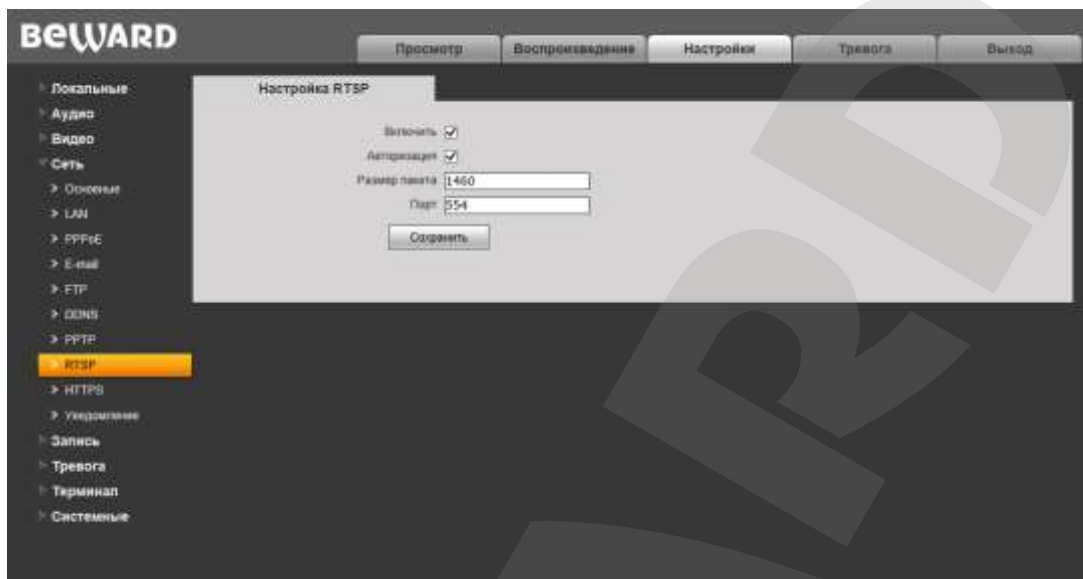 BEWARD
Просмотр Воспроизведение Настройки Тревога Выход
Локальные
Аудио
Видео
Сеть
Основные
LAN
PPPoE
E-mail
FTP
DDNS
PPTP
RTSP
HTTPS
Уведомление
Запись
Тревога
Терминал
Системные
Настройка RTSP
Включить
Авторизация
Размер пакета 1460
Порт 554
Сохранить